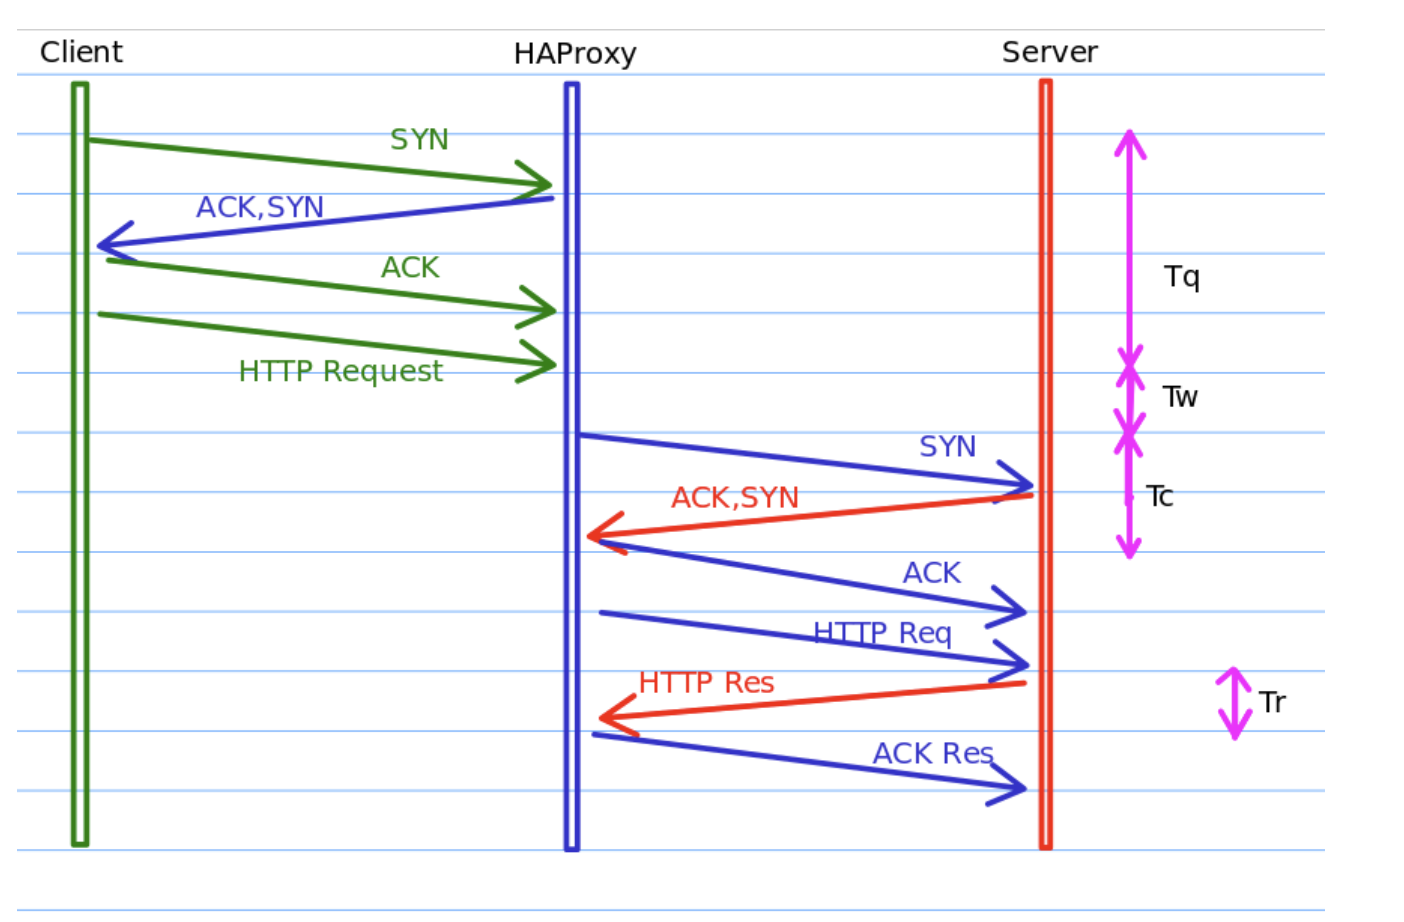 Client
HAProxy
Server
SYN
ACK,SYN
ACK
HTTP Request
Tq
Tw
SYN
ACK,SYN
Tc
ACK
HTTP Req
HTTP Res
Tr
ACK Res